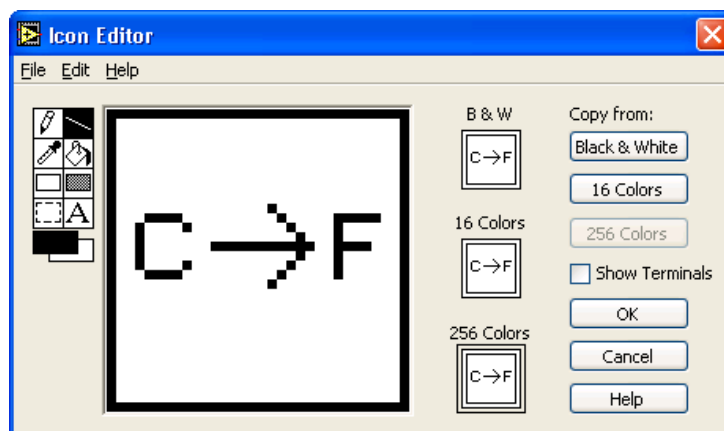 Icon Editor
File Edit Help
B & W
Copy from:
C→F
Black & White
16 Colors
16 Colors
C→F
256 Colors
Show Terminals
256 Colors
C→F
OK
Cancel
Help
A
C→F